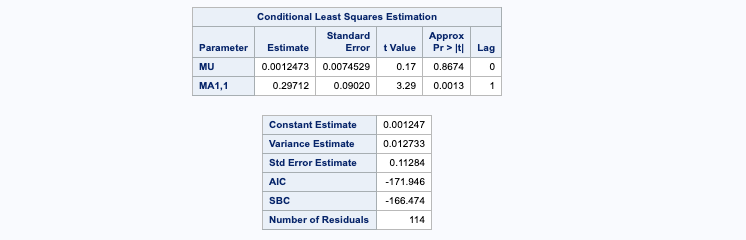 Conditional Least Squares Estimation
Parameter Estimate Standard Error t Value Approx Pr > |t| Lag
MU 0.0012473 0.0074529 0.17 0.8674 0
MA1,1 0.29712 0.09020 3.29 0.0013 1
Constant Estimate 0.001247
Variance Estimate 0.012733
Std Error Estimate 0.11284
AIC -171.946
SBC -166.474
Number of Residuals 114